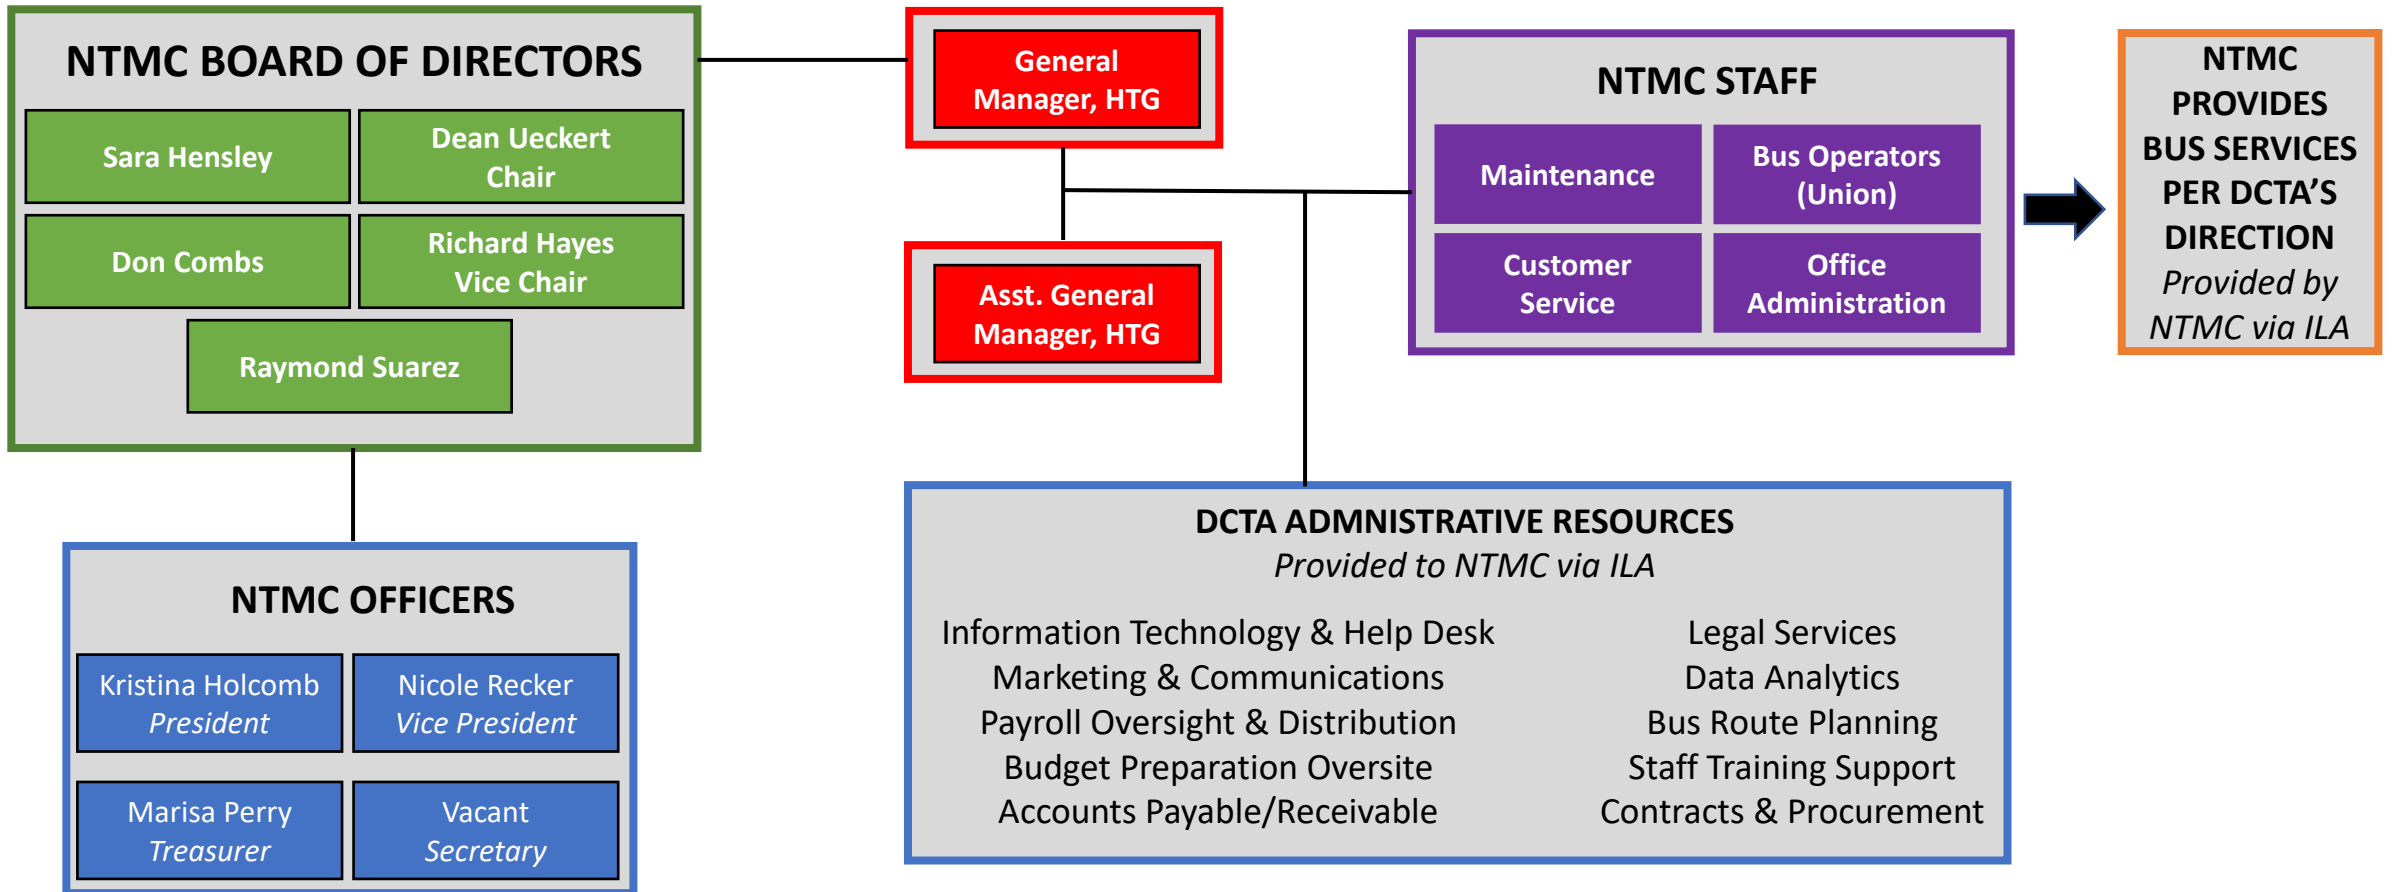 NTMC BOARD OF DIRECTORS
Sara Hensley
Dean Ueckert
Chair
Don Combs
Richard Hayes
Vice Chair
Raymond Suarez
NTMC OFFICERS
Kristina Holcomb
President
Nicole Recker
Vice President
Marisa Perry
Treasurer
Vacant
Secretary
General
Manager, HTG
Asst. General
Manager, HTG
NTMC STAFF
Maintenance
Bus Operators
(Union)
Customer
Service
Office
Administration
NTMC
PROVIDES
BUS SERVICES
PER DCTA’S
DIRECTION
Provided by
NTMC via ILA
DCTA ADMNISTRATIVE RESOURCES
Provided to NTMC via ILA
Information Technology & Help Desk
Marketing & Communications
Payroll Oversight & Distribution
Budget Preparation Oversite
Accounts Payable/Receivable
Legal Services
Data Analytics
Bus Route Planning
Staff Training Support
Contracts & Procurement